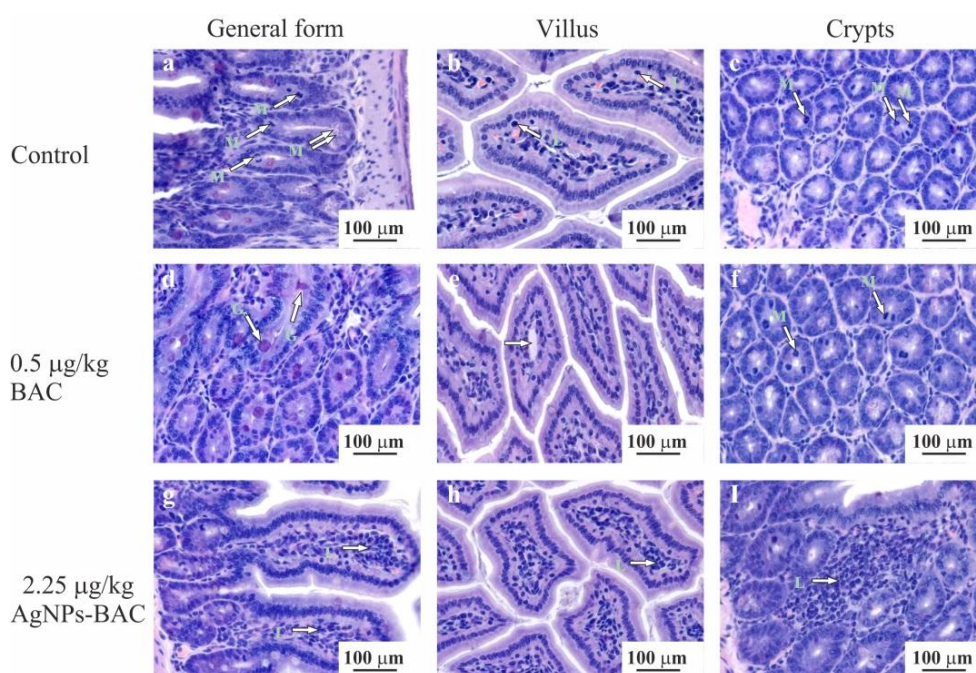 General form Villus Crypts
Control
a M M M M 100 μm
b 100 μm
c M M M 100 μm
0.5 μg/kg
BAC
d G G 100 μm
e 100 μm
f M M 100 μm
2.25 μg/kg
AgNPs-BAC
g L L 100 μm
h L 100 μm
I L 100 μm